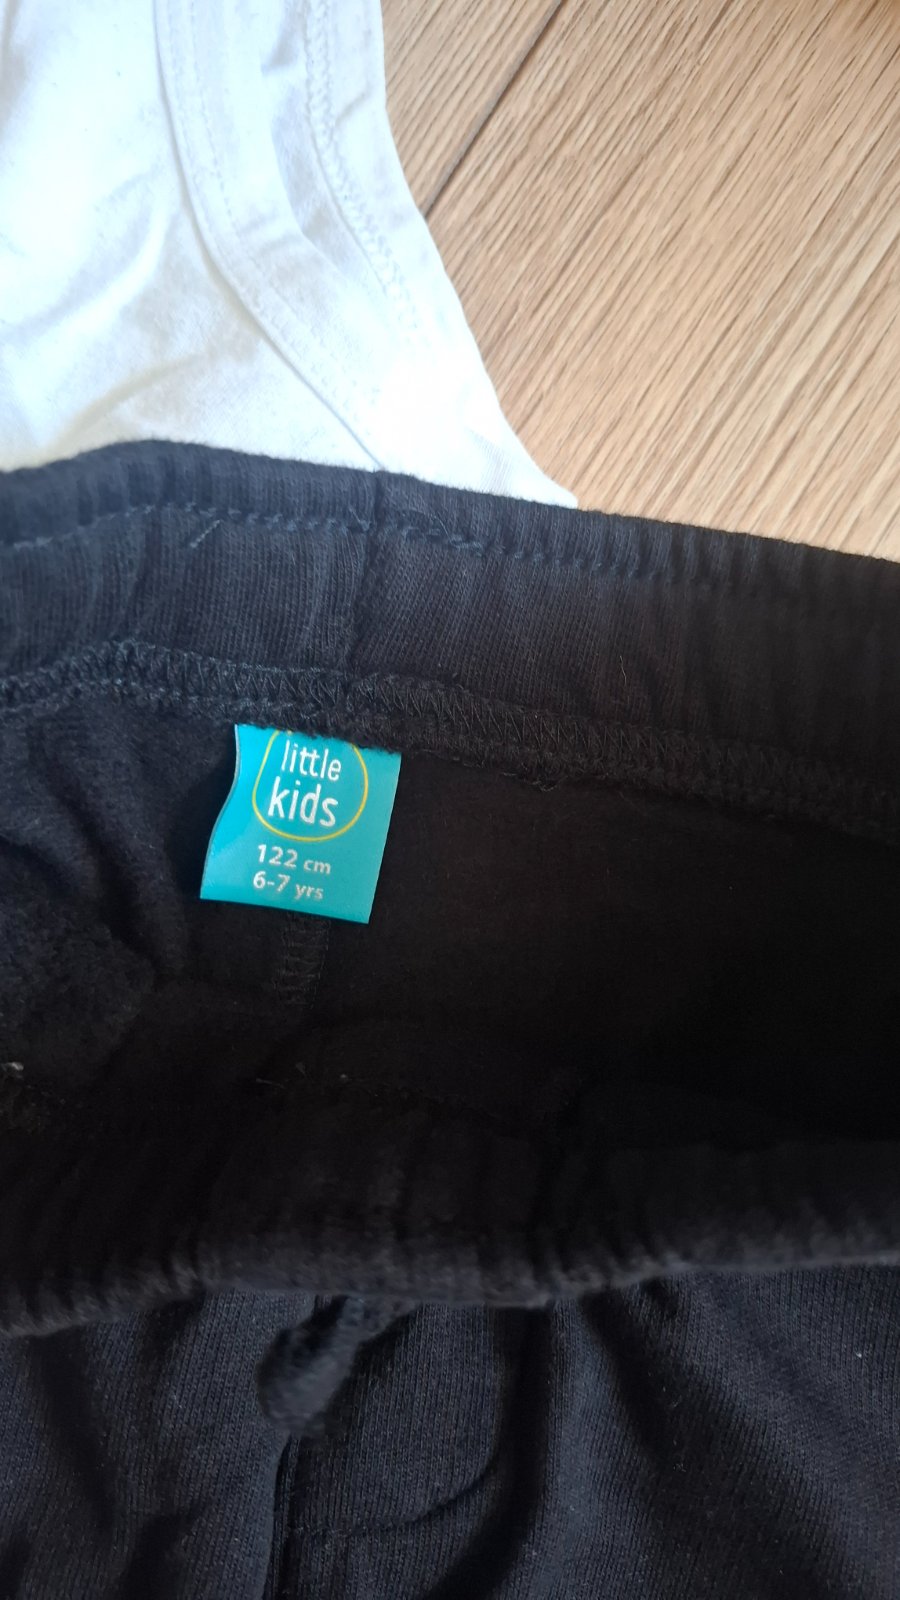 little
kids
122 cm
6-7 yrs